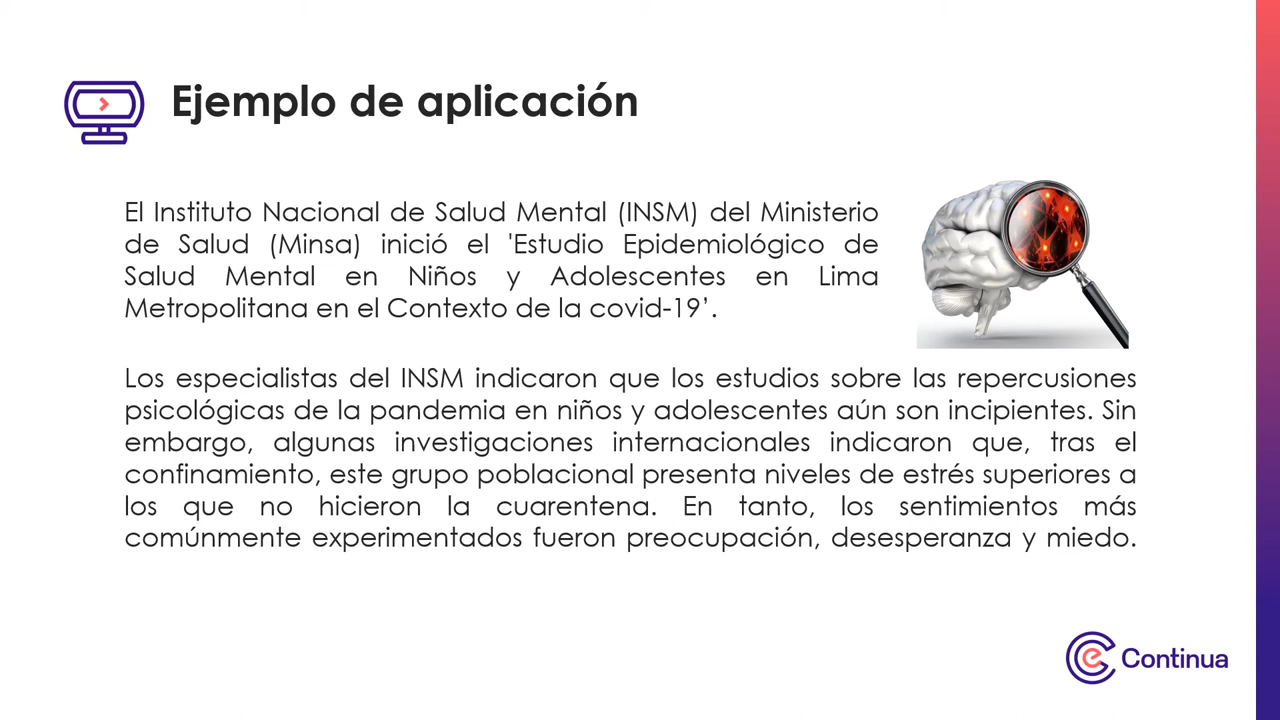 Ejemplo de aplicación
El Instituto Nacional de Salud Mental (INSM) del Ministerio
de Salud (Minsa) inició el 'Estudio Epidemiológico de
Salud Mental en Niños y Adolescentes en Lima
Metropolitana en el Contexto de la covid-19’.
Los especialistas del INSM indicaron que los estudios sobre las repercusiones
psicológicas de la pandemia en niños y adolescentes aún son incipientes. Sin
embargo, algunas investigaciones internacionales indicaron que, tras el
confinamiento, este grupo poblacional presenta niveles de estrés superiores a
los que no hicieron la cuarentena. En tanto, los sentimientos más
comúnmente experimentados fueron preocupación, desesperanza y miedo.
e Continua